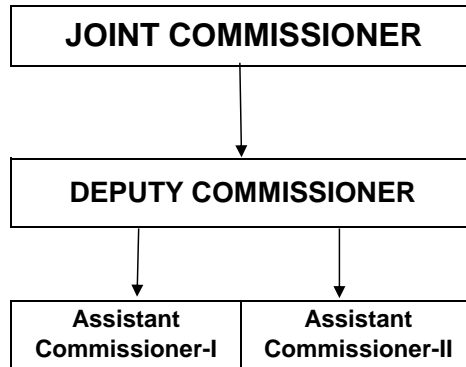 JOINT COMMISSIONER
DEPUTY COMMISSIONER
Assistant
Commissioner-I
Assistant
Commissioner-II